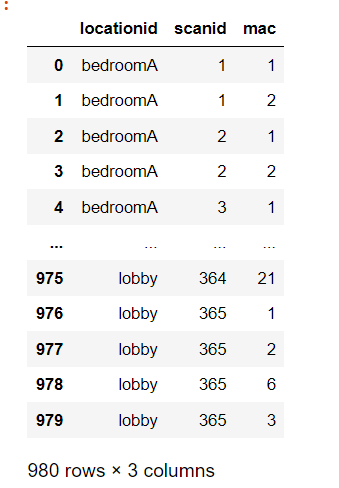 :
locationid scanid mac
0 bedroomA 1 1
1 bedroomA 1 2
2 bedroomA 2 1
3 bedroomA 2 2
4 bedroomA 3 1
... ... ... ...
975 lobby 364 21
976 lobby 365 1
977 lobby 365 2
978 lobby 365 6
979 lobby 365 3
980 rows × 3 columns